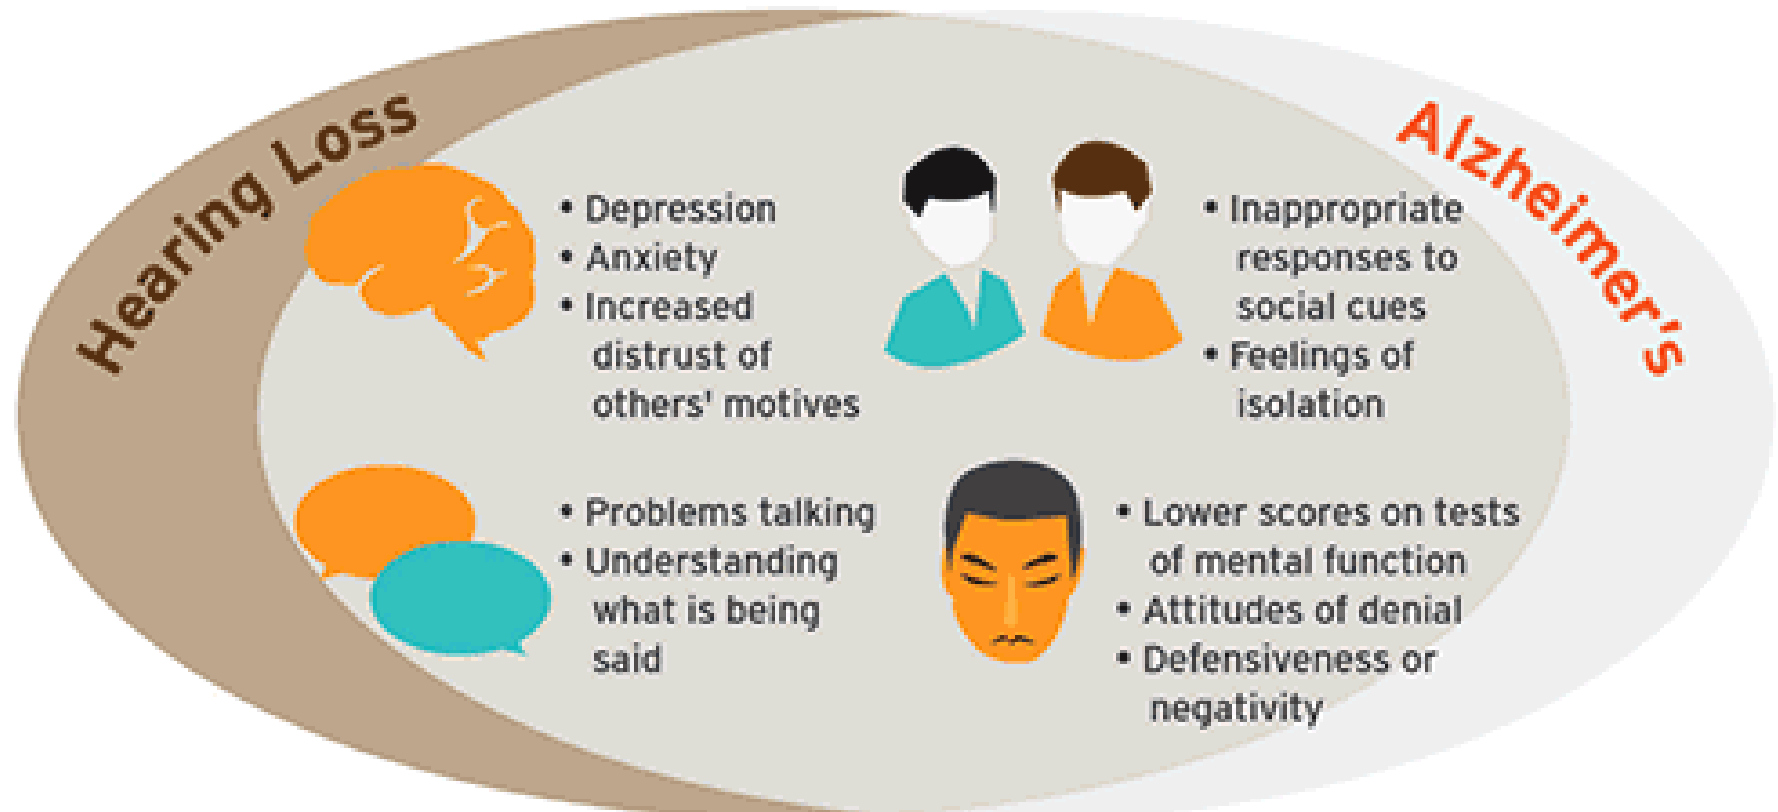 Hearing Loss
Alzheimer's
• Depression
• Anxiety
• Increased
distrust of
others' motives
• Inappropriate
responses to
social cues
• Feelings of
isolation
• Problems talking
• Understanding
what is being
said
• Lower scores on tests
of mental function
• Attitudes of denial
• Defensiveness or
negativity